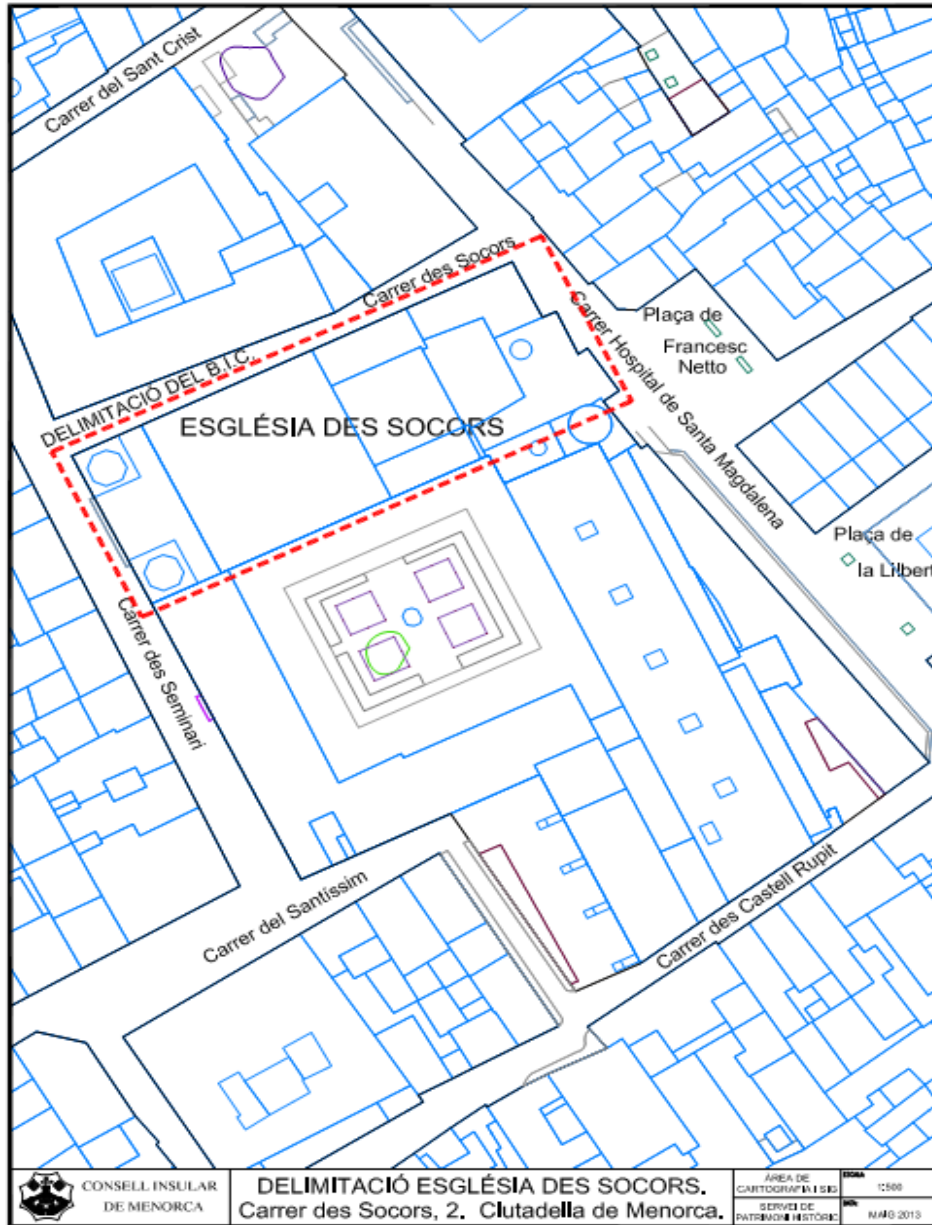 Carrer del Sant Crist
Carrer des Socors
DELIMITACIÓ DEL B.I.C.
Plaça de
Francesc
Netto
Carrer Hospital de Santa Magdalena
ESGLÉSIA DES SOCORS
Plaça de
la Llibert
Carrer des Seminari
Carrer del Santíssim
Carrer des Castell Rupit
CONSELL INSULAR
DE MENORCA
DELIMITACIÓ ESGLÉSIA DES SOCORS.
Carrer des Socors, 2. Ciutadella de Menorca.
ÀREA DE
CARTOGRAFIA I SIG
SERVEI DE
PATRIMONI HISTÒRIC
1:500
MAIG 2013